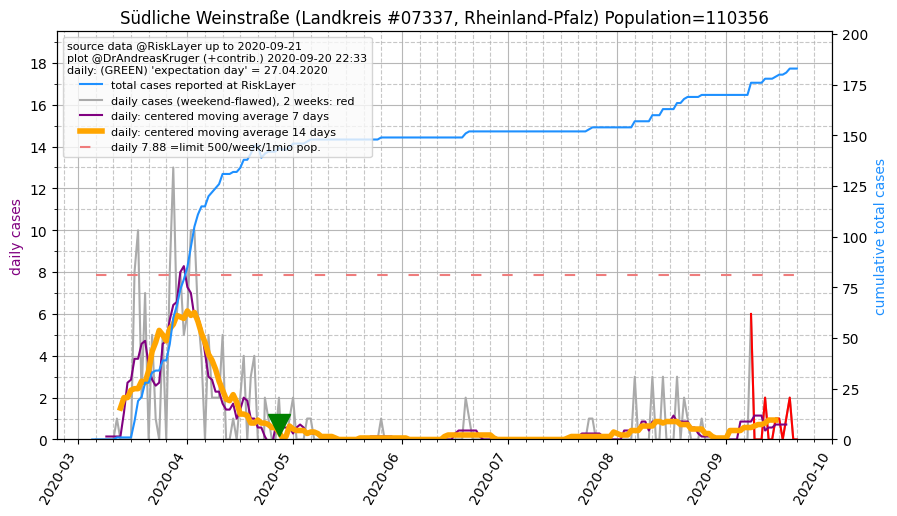 Südliche Weinstraße (Landkreis #07337, Rheinland-Pfalz) Population=110356
source data @RiskLayer up to 2020-09-21
plot @DrAndreasKruger (+contrib.) 2020-09-20 22:33
daily: (GREEN) 'expectation day' = 27.04.2020
total cases reported at RiskLayer
daily cases (weekend-flawed), 2 weeks: red
daily: centered moving average 7 days
daily: centered moving average 14 days
daily 7.88 =limit 500/week/1mio pop.
daily cases
18
16
14
12
10
8
6
4
2
0
cumulative total cases
200
175
150
125
100
75
50
25
0
2020-03
2020-04
2020-05
2020-06
2020-07
2020-08
2020-09
2020-10